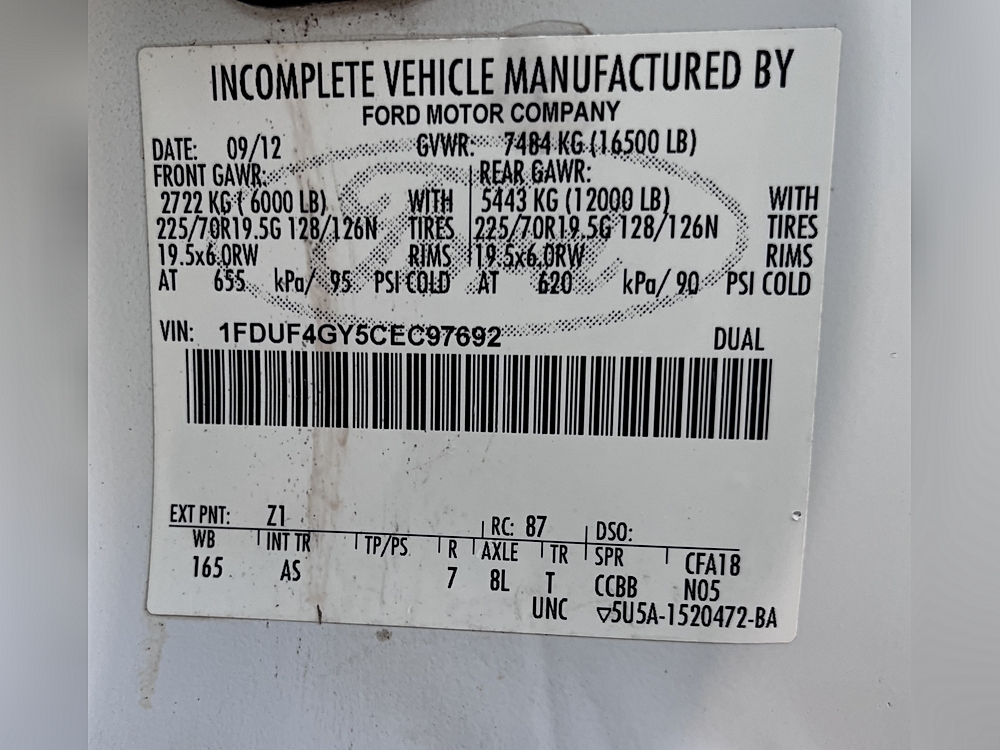 INCOMPLETE VEHICLE MANUFACTURED BY
FORD MOTOR COMPANY
DATE: 09/12 GVWR: 7484 KG (16500 LB)
FRONT GAWR: REAR GAWR:
2722 KG ( 6000 LB) WITH 5443 KG (12000 LB) WITH
225/70R19.5G 128/126N TIRES 225/70R19.5G 128/126N TIRES
19.5x6.0RW RIMS 19.5x6.0RW RIMS
AT 655 kPa/ 95 PSI COLD AT 620 kPa/ 90 PSI COLD
VIN: 1FDUF4GY5CEC97692 DUAL
EXT PNT: Z1 RC: 87 DSO:
WB INT TR TP/PS R AXLE TR SPR CFA18
165 AS 7 8L T CCBB N05
UNC ▽5U5A-1520472-BA